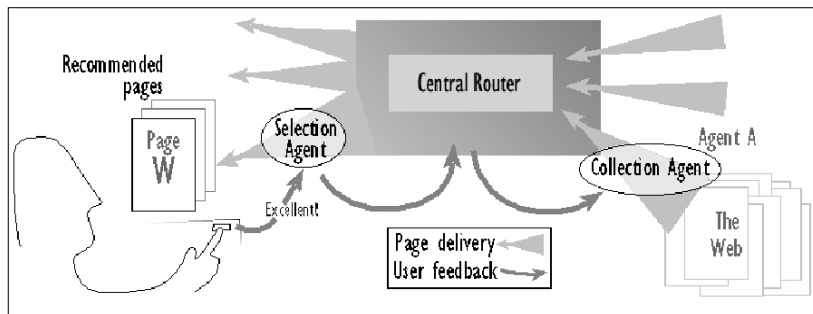 Recommended
pages
Page
W
Selection
Agent
Excellent!
Central Router
Agent A
Collection Agent
The
Web
Page delivery
User feedback